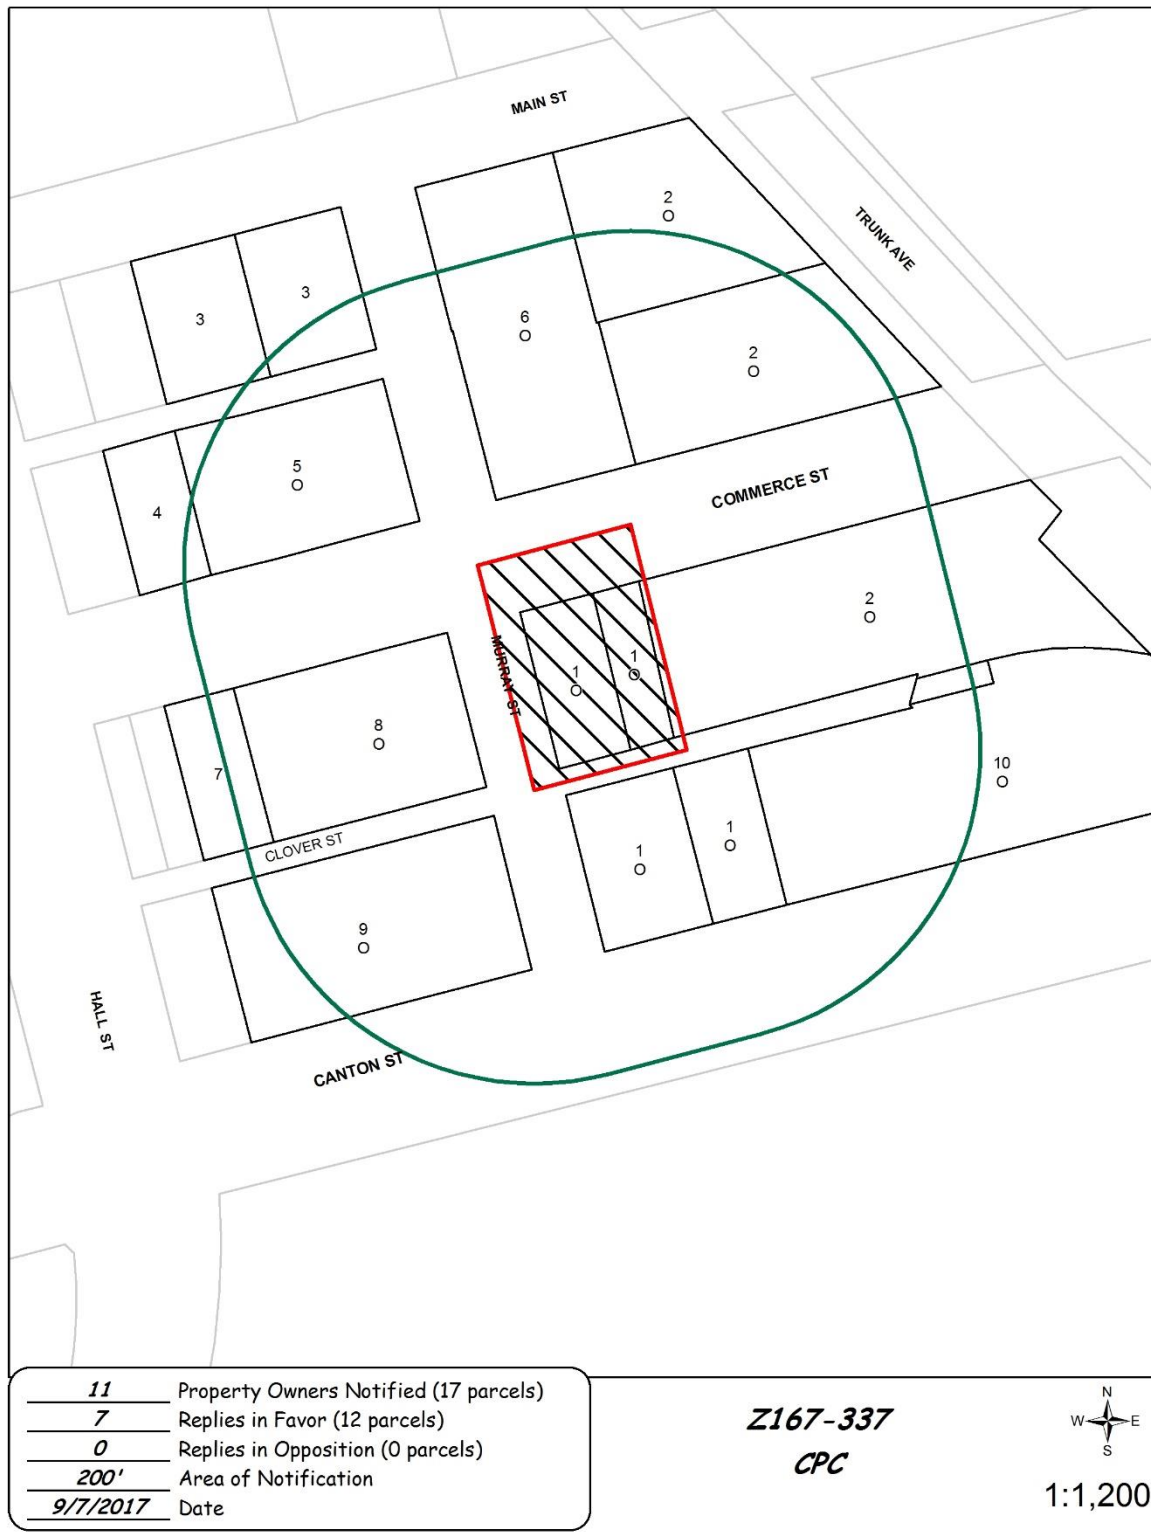 MAIN ST
2
O
TRUNK AVE
3
3
6
O
2
O
5
O
4
COMMERCE ST
2
O
MURRAY ST
1
O
1
O
8
O
7
10
O
CLOVER ST
1
O
1
O
9
O
HALL ST
CANTON ST
11 Property Owners Notified (17 parcels)
7 Replies in Favor (12 parcels)
0 Replies in Opposition (0 parcels)
200' Area of Notification
9/7/2017 Date
Z167-337
CPC
N
W E
S
1:1,200